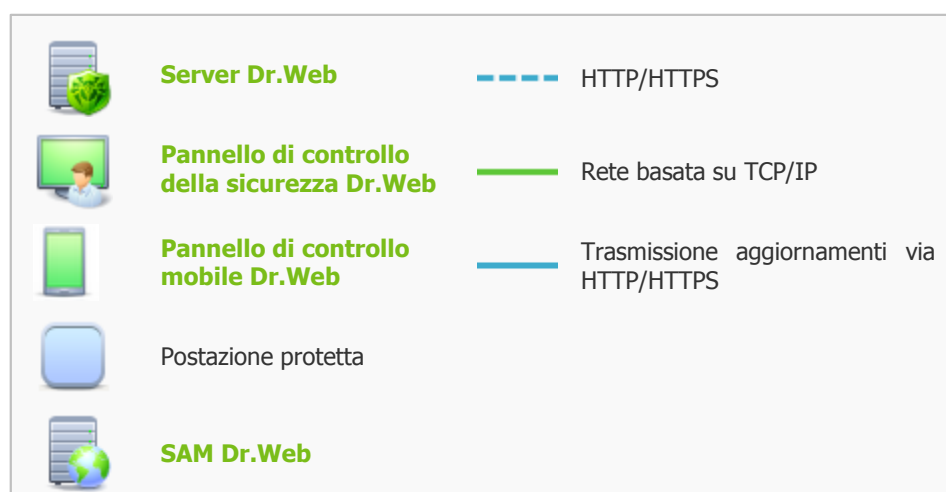 Server Dr.Web
HTTP/HTTPS
Pannello di controllo
della sicurezza Dr.Web
Rete basata su TCP/IP
Pannello di controllo
mobile Dr.Web
Trasmissione aggiornamenti via
HTTP/HTTPS
Postazione protetta
SAM Dr.Web